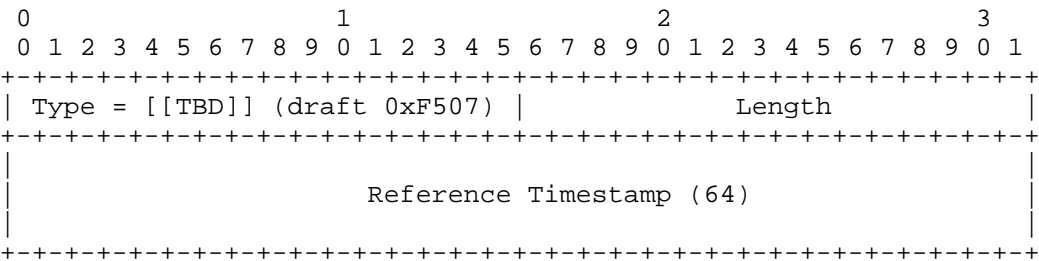 0                   1                   2                   3
 0 1 2 3 4 5 6 7 8 9 0 1 2 3 4 5 6 7 8 9 0 1 2 3 4 5 6 7 8 9 0 1
+-+-+-+-+-+-+-+-+-+-+-+-+-+-+-+-+-+-+-+-+-+-+-+-+-+-+-+-+-+-+-+-+
| Type = [[TBD]] (draft 0xF507) |             Length            |
+-+-+-+-+-+-+-+-+-+-+-+-+-+-+-+-+-+-+-+-+-+-+-+-+-+-+-+-+-+-+-+-+
|                                                               |
|                      Reference Timestamp (64)                 |
|                                                               |
+-+-+-+-+-+-+-+-+-+-+-+-+-+-+-+-+-+-+-+-+-+-+-+-+-+-+-+-+-+-+-+-+